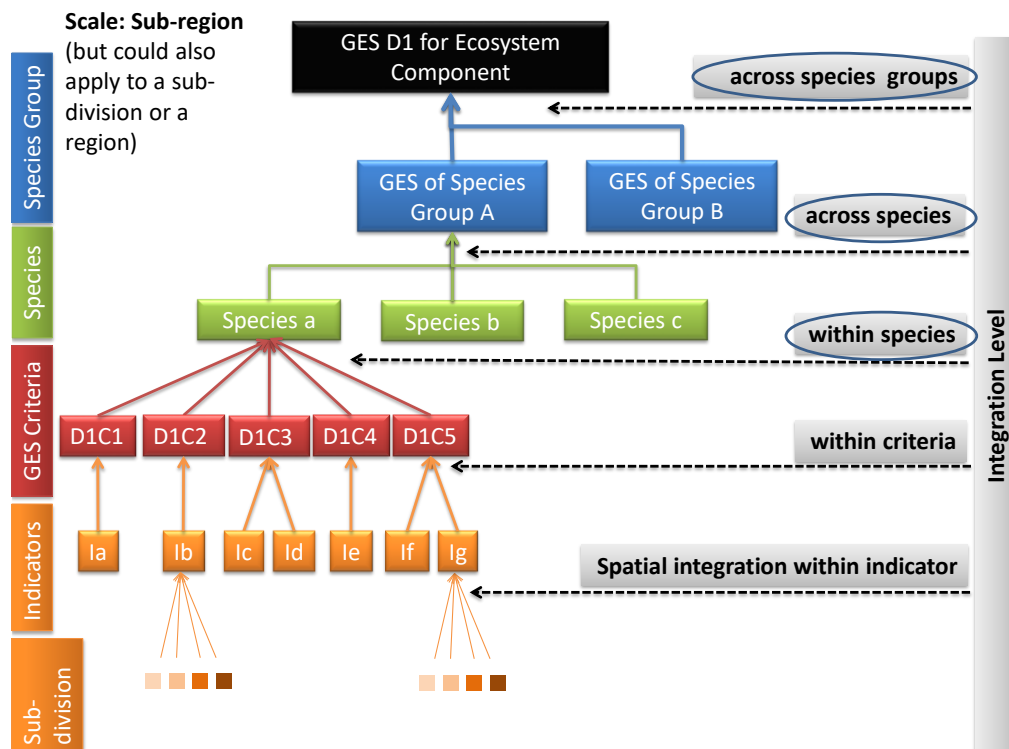 Scale: Sub-region
(but could also
apply to a sub-
division or a
region)
GES D1 for Ecosystem
Component
across species groups
Species Group
GES of Species
Group A
GES of Species
Group B
across species
Species
Species a
Species b
Species c
within species
GES Criteria
D1C1
D1C2
D1C3
D1C4
D1C5
within criteria
Integration Level
Indicators
Ia
Ib
Ic
Id
Ie
If
Ig
Spatial integration within indicator
Sub-
division